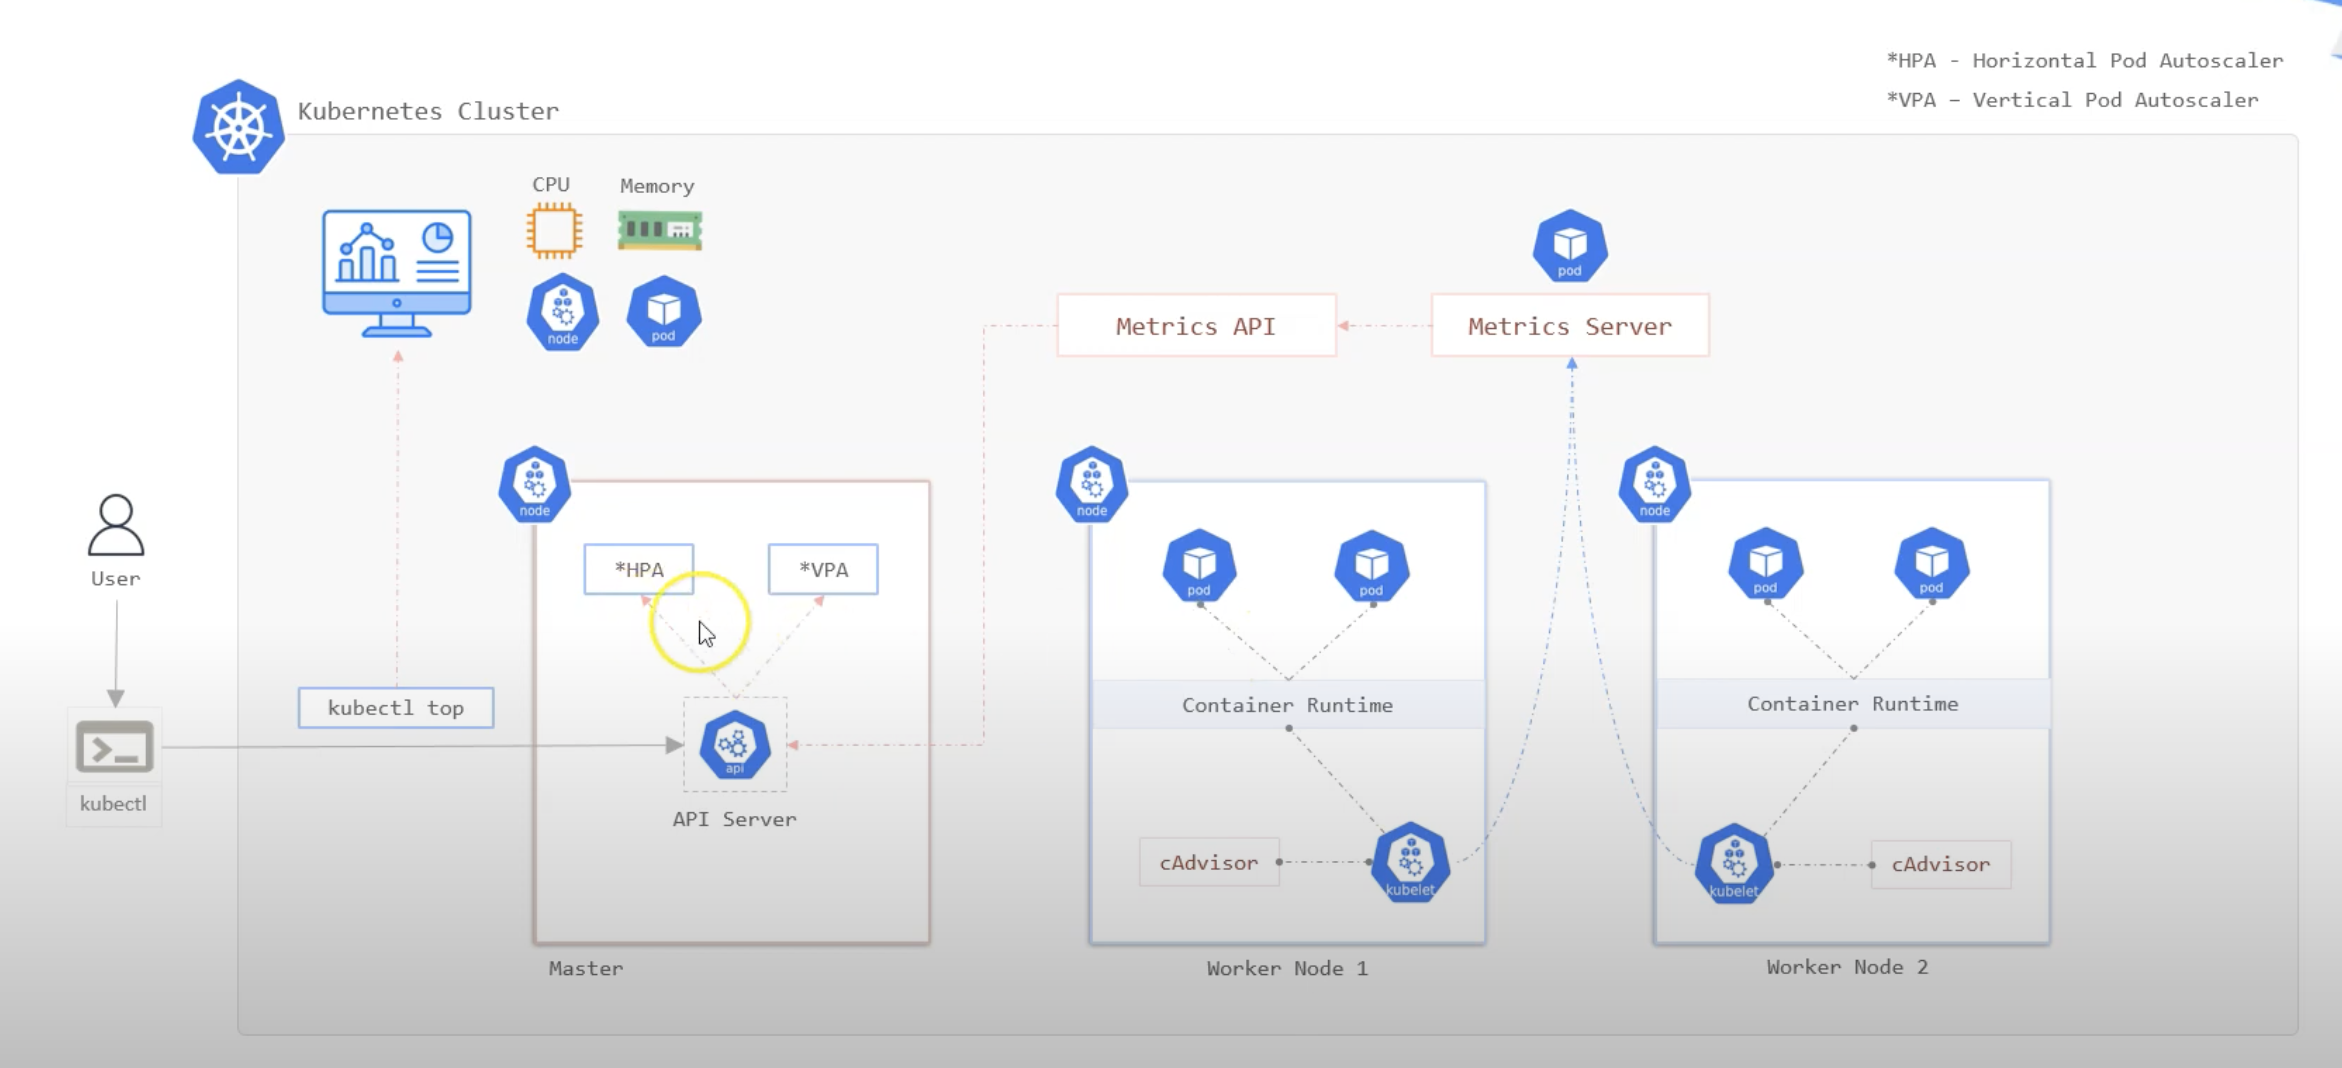 *HPA - Horizontal Pod Autoscaler
*VPA – Vertical Pod Autoscaler
Kubernetes Cluster
CPU
Memory
node
pod
pod
Metrics API
Metrics Server
node
node
node
*HPA
*VPA
pod
pod
pod
pod
User
kubectl top
Container Runtime
Container Runtime
api
kubectl
API Server
cAdvisor
kubelet
kubelet
cAdvisor
Master
Worker Node 1
Worker Node 2